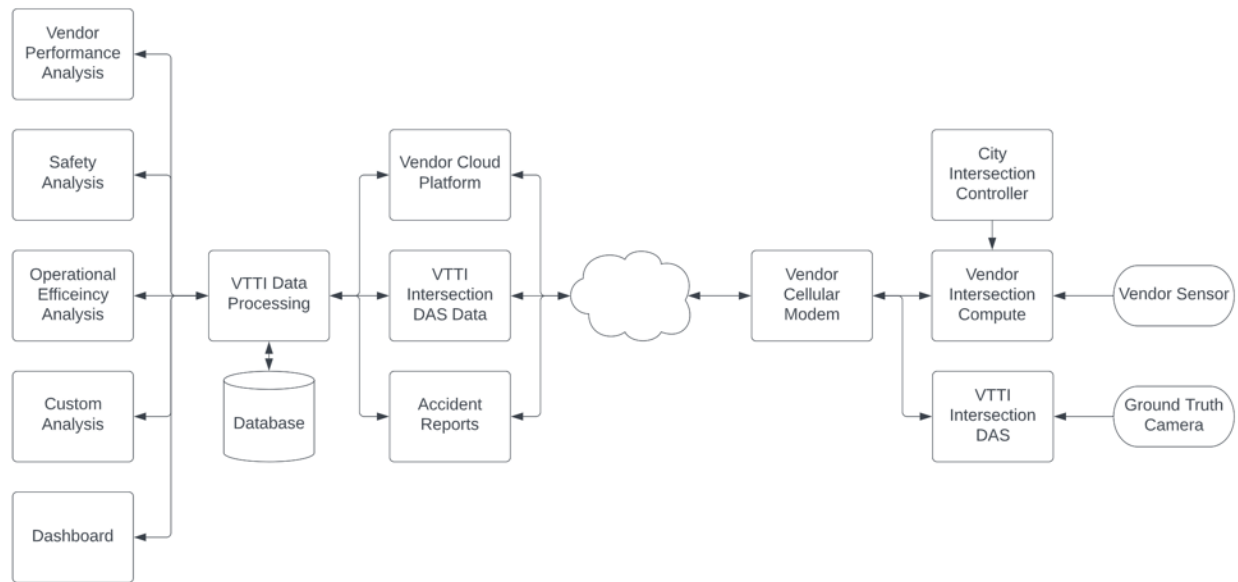 Vendor
Performance
Analysis
Safety
Analysis
Operational
Efficeincy
Analysis
Custom
Analysis
Dashboard
VTTI Data
Processing
Database
Vendor Cloud
Platform
VTTI
Intersection
DAS Data
Accident
Reports
Vendor
Cellular
Modem
City
Intersection
Controller
Vendor
Intersection
Compute
VTTI
Intersection
DAS
Vendor Sensor
Ground Truth
Camera